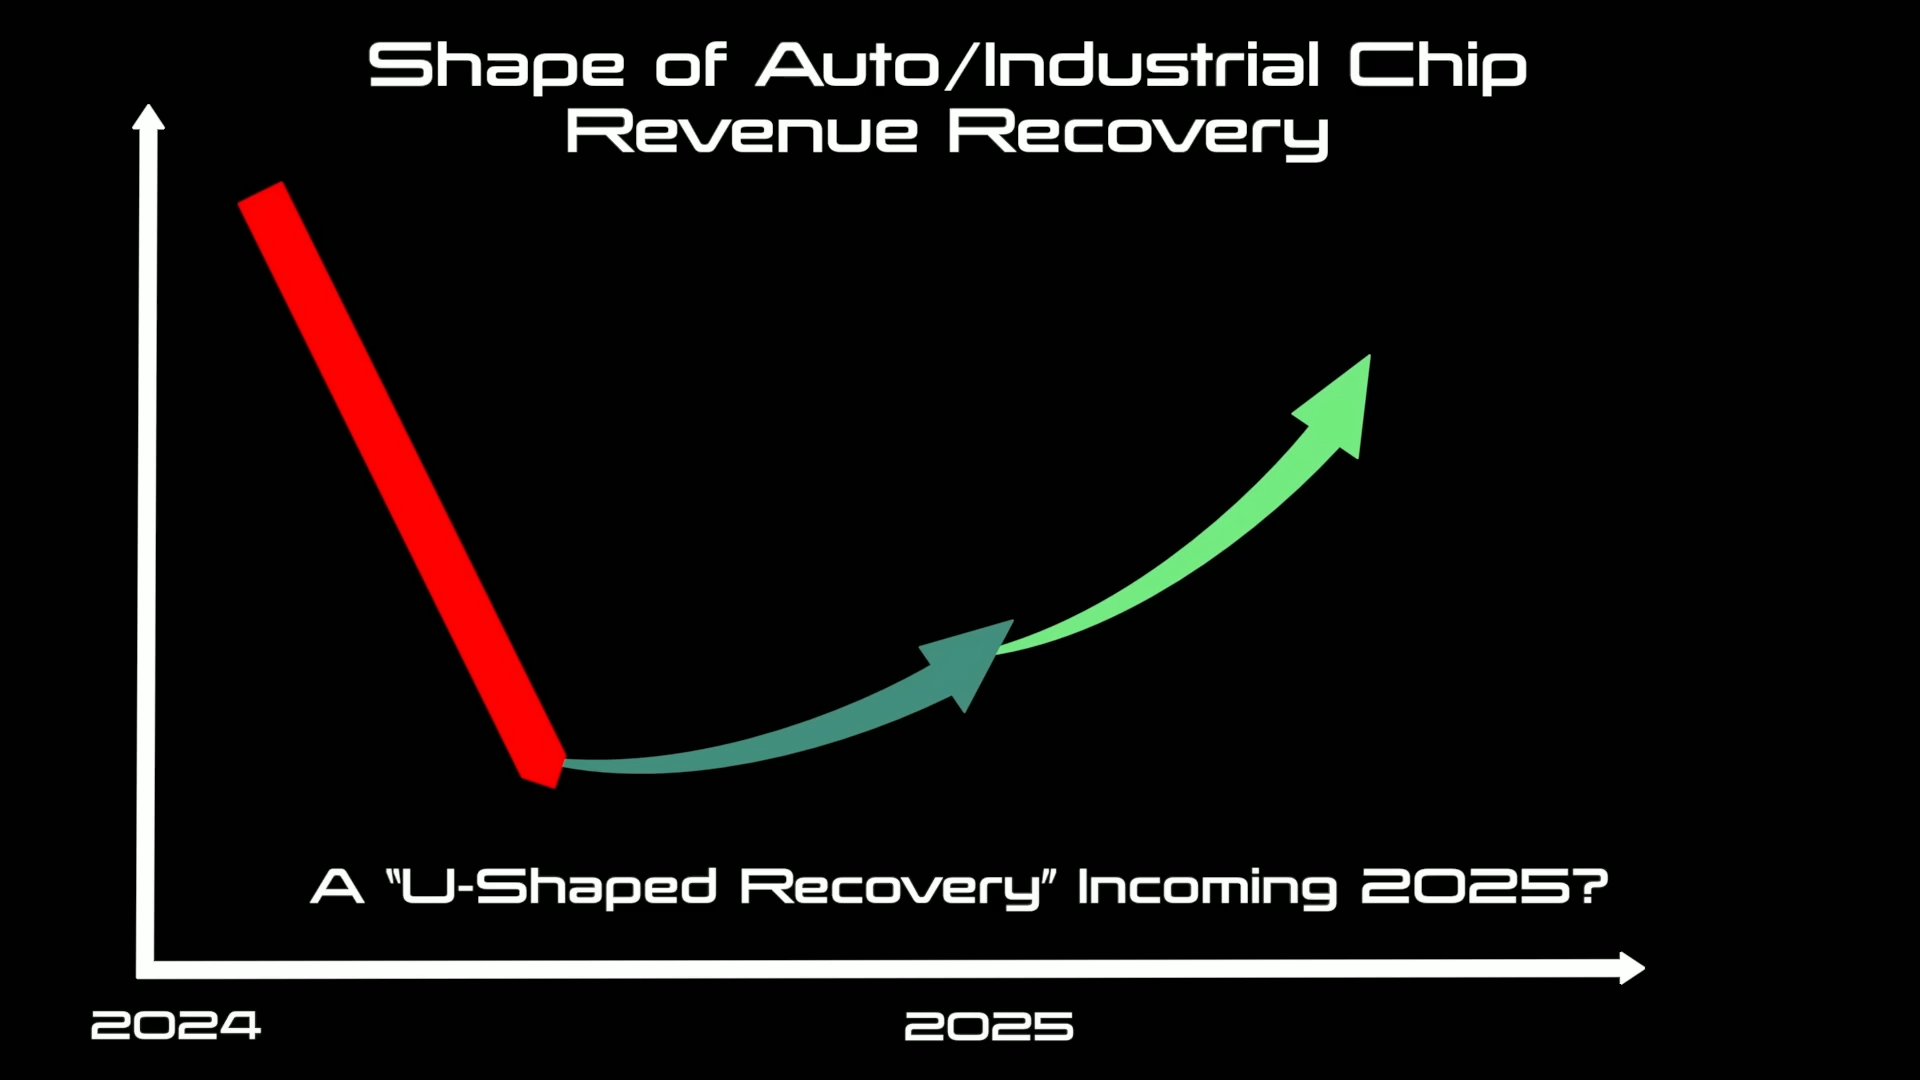 Shape of Auto/Industrial Chip
Revenue Recovery
A “U-Shaped Recovery” Incoming 2025?
2024
2025